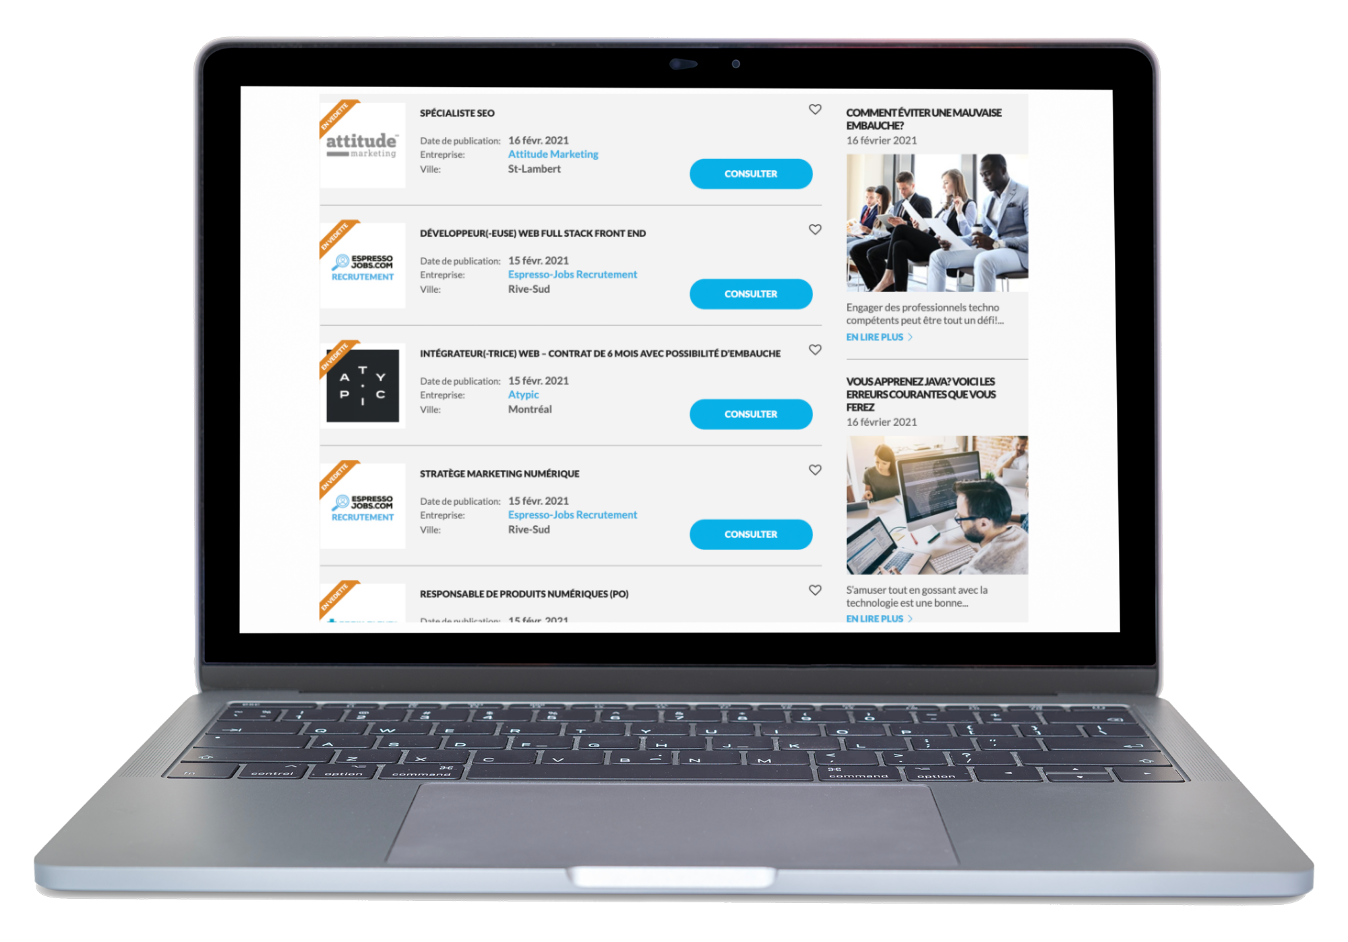 EN VEDETTE
attitude
marketing
SPÉCIALISTE SEO
Date de publication: 16 févr. 2021
Entreprise: Attitude Marketing
Ville: St-Lambert
CONSULTER
EN VEDETTE
ESPRESSO
JOBS.COM
RECRUTEMENT
DÉVELOPPEUR(-EUSE) WEB FULL STACK FRONT END
Date de publication: 15 févr. 2021
Entreprise: Espresso-Jobs Recrutement
Ville: Rive-Sud
CONSULTER
EN VEDETTE
ATYPIC
INTÉGRATEUR(-TRICE) WEB – CONTRAT DE 6 MOIS AVEC POSSIBILITÉ D'EMBAUCHE
Date de publication: 15 févr. 2021
Entreprise: Atypic
Ville: Montréal
CONSULTER
EN VEDETTE
ESPRESSO
JOBS.COM
RECRUTEMENT
STRATÈGE MARKETING NUMÉRIQUE
Date de publication: 15 févr. 2021
Entreprise: Espresso-Jobs Recrutement
Ville: Rive-Sud
CONSULTER
EN VEDETTE
RESPONSABLE DE PRODUITS NUMÉRIQUES (PO)
Date de publication: 15 févr. 2021
COMMENT ÉVITER UNE MAUVAISE
EMBAUCHE?
16 février 2021
Engager des professionnels techno
compétents peut être tout un défi!...
EN LIRE PLUS >
VOUS APPRENEZ JAVA? VOICI LES
ERREURS COURANTES QUE VOUS
FEREZ
16 février 2021
S'amuser tout en gossant avec la
technologie est une bonne...
EN LIRE PLUS >
esc
Q W E R T Y U I O P
A S D F G H J K L
Z X C V B N M
fn control option command command option